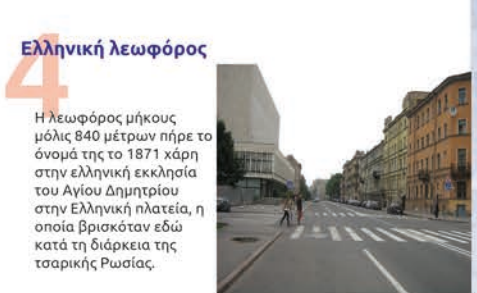 4
Ελληνική λεωφόρος
Η λεωφόρος μήκους
μόλις 840 μέτρων πήρε το
όνομά της το 1871 χάρη
στην ελληνική εκκλησία
του Αγίου Δημητρίου
στην Ελληνική πλατεία, η
οποία βρισκόταν εδώ
κατά τη διάρκεια της
τσαρικής Ρωσίας.